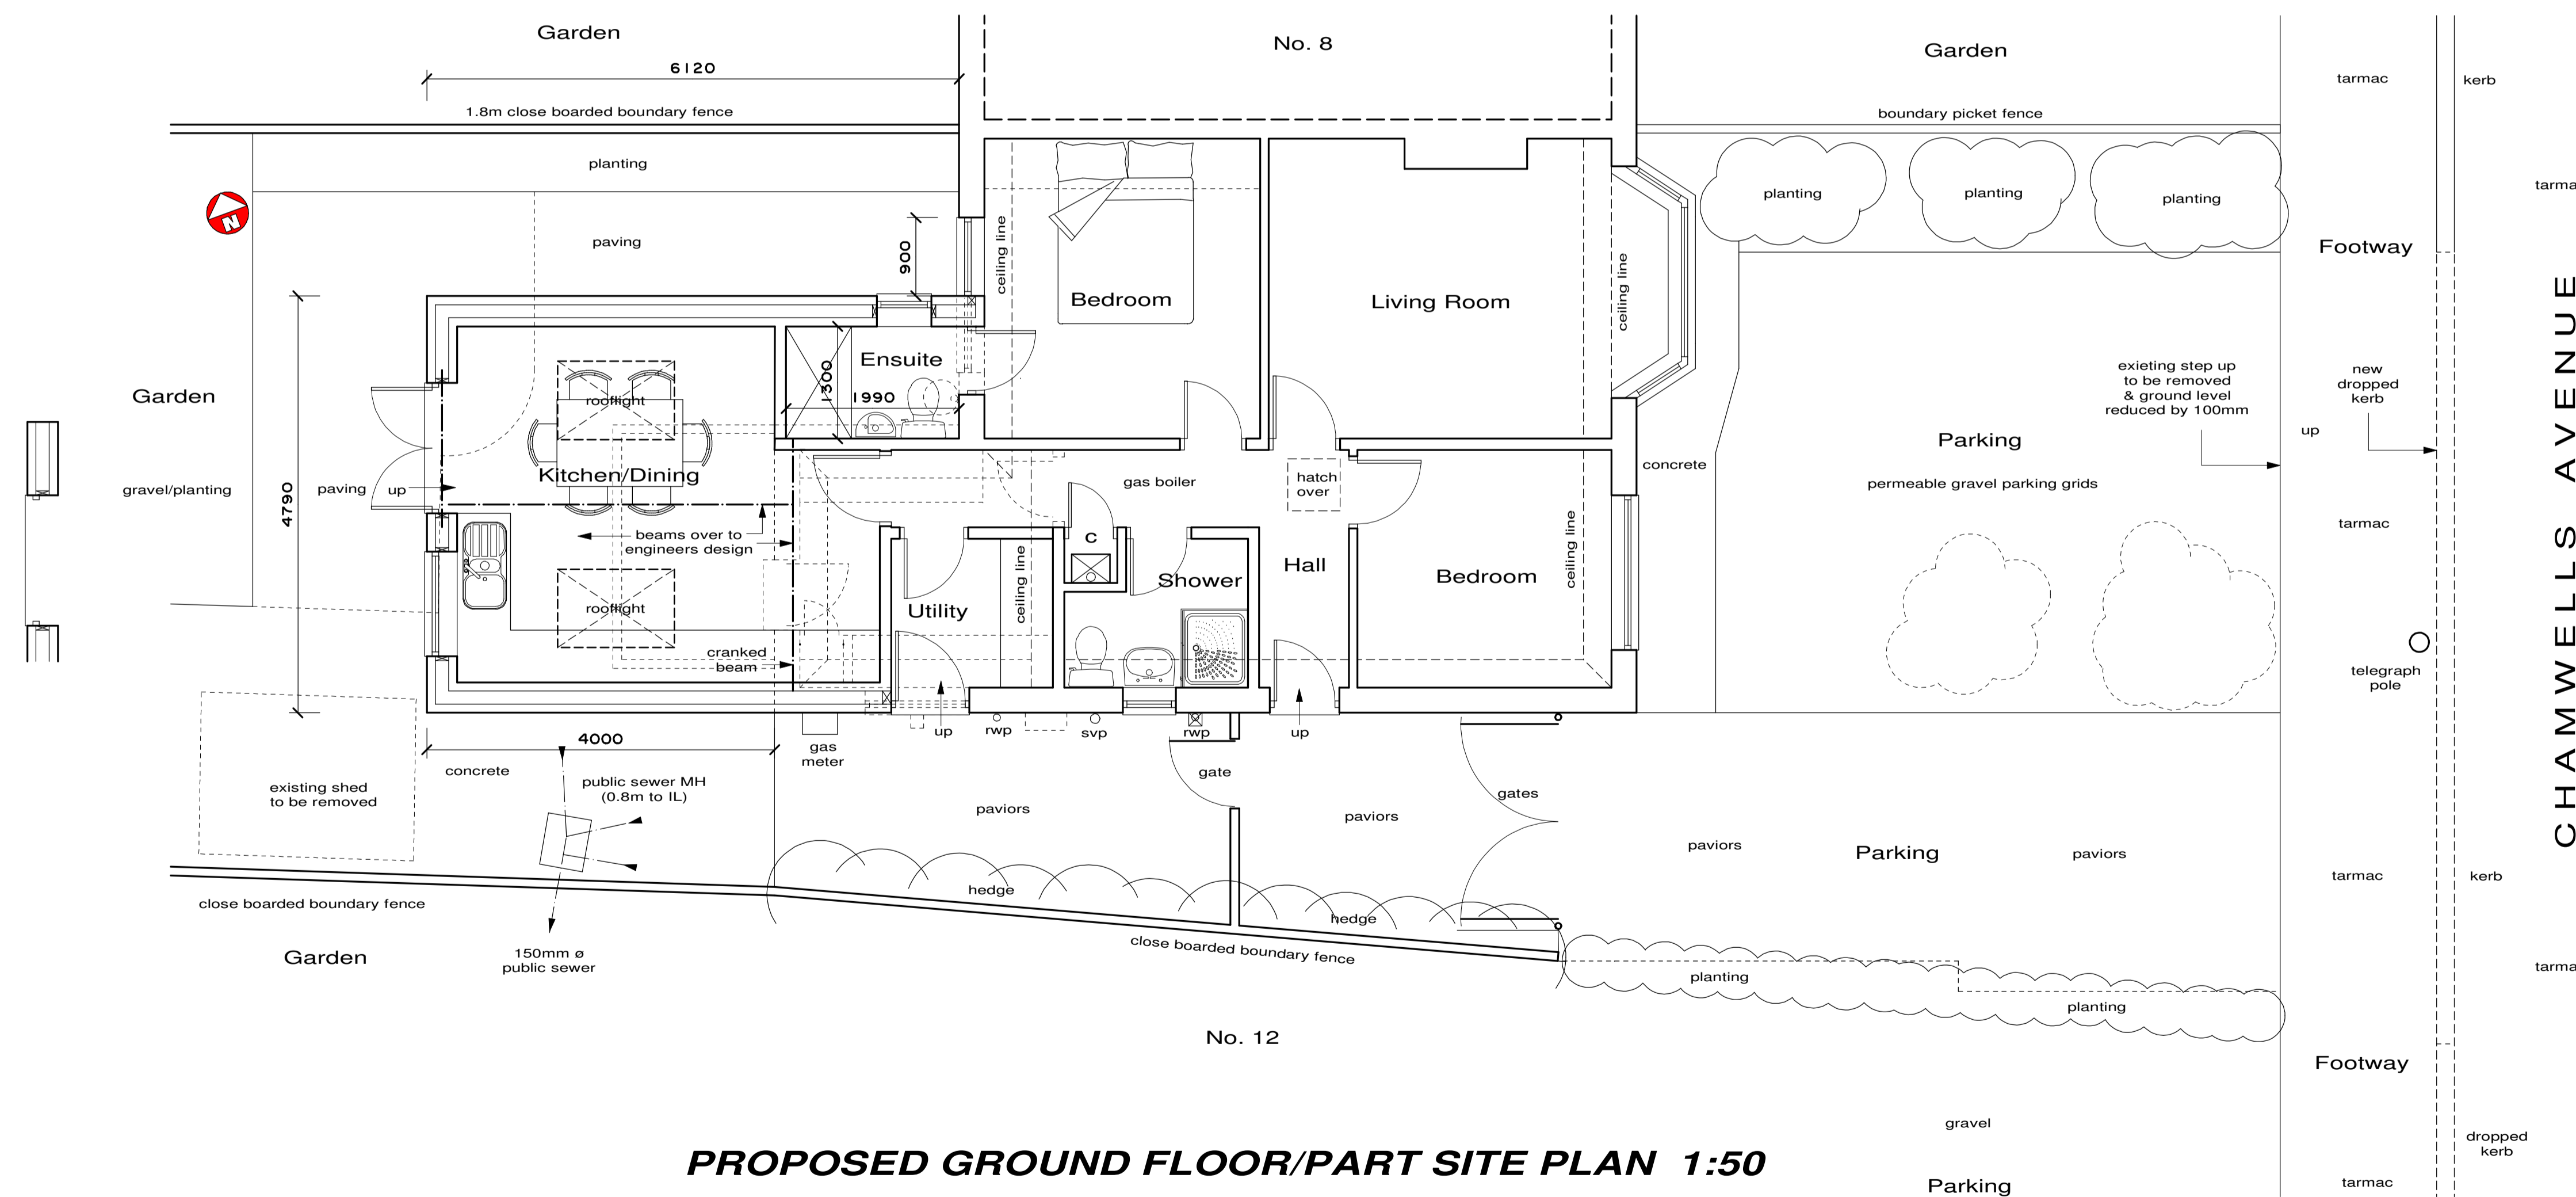 Garden
No. 8
Garden
6120
tarmac
kerb
1.8m close boarded boundary fence
boundary picket fence
planting
planting
planting
planting
tarma
N
paving
900
ceiling line
Bedroom
Living Room
ceiling line
Footway
CHAMWELLS AVENUE
Ensuite
1300
1990
rooflight
Garden
exieting step up
to be removed
& ground level
reduced by 100mm
new
dropped
kerb
up
Parking
Kitchen/Dining
gravel/planting
paving
up
4790
gas boiler
hatch
over
concrete
permeable gravel parking grids
tarmac
beams over to
engineers design
C
ceiling line
Hall
Shower
Bedroom
ceiling line
rooflight
Utility
cranked
beam
telegraph
pole
4000
gas
meter
up
rwp
svp
rwp
up
concrete
public sewer MH
(0.8m to IL)
existing shed
to be removed
gate
gates
paviors
paviors
paviors
Parking
paviors
tarmac
kerb
hedge
hedge
close boarded boundary fence
close boarded boundary fence
Garden
150mm ø
public sewer
planting
planting
tarma
No. 12
Footway
gravel
dropped
kerb
PROPOSED GROUND FLOOR/PART SITE PLAN 1:50
Parking
tarmac